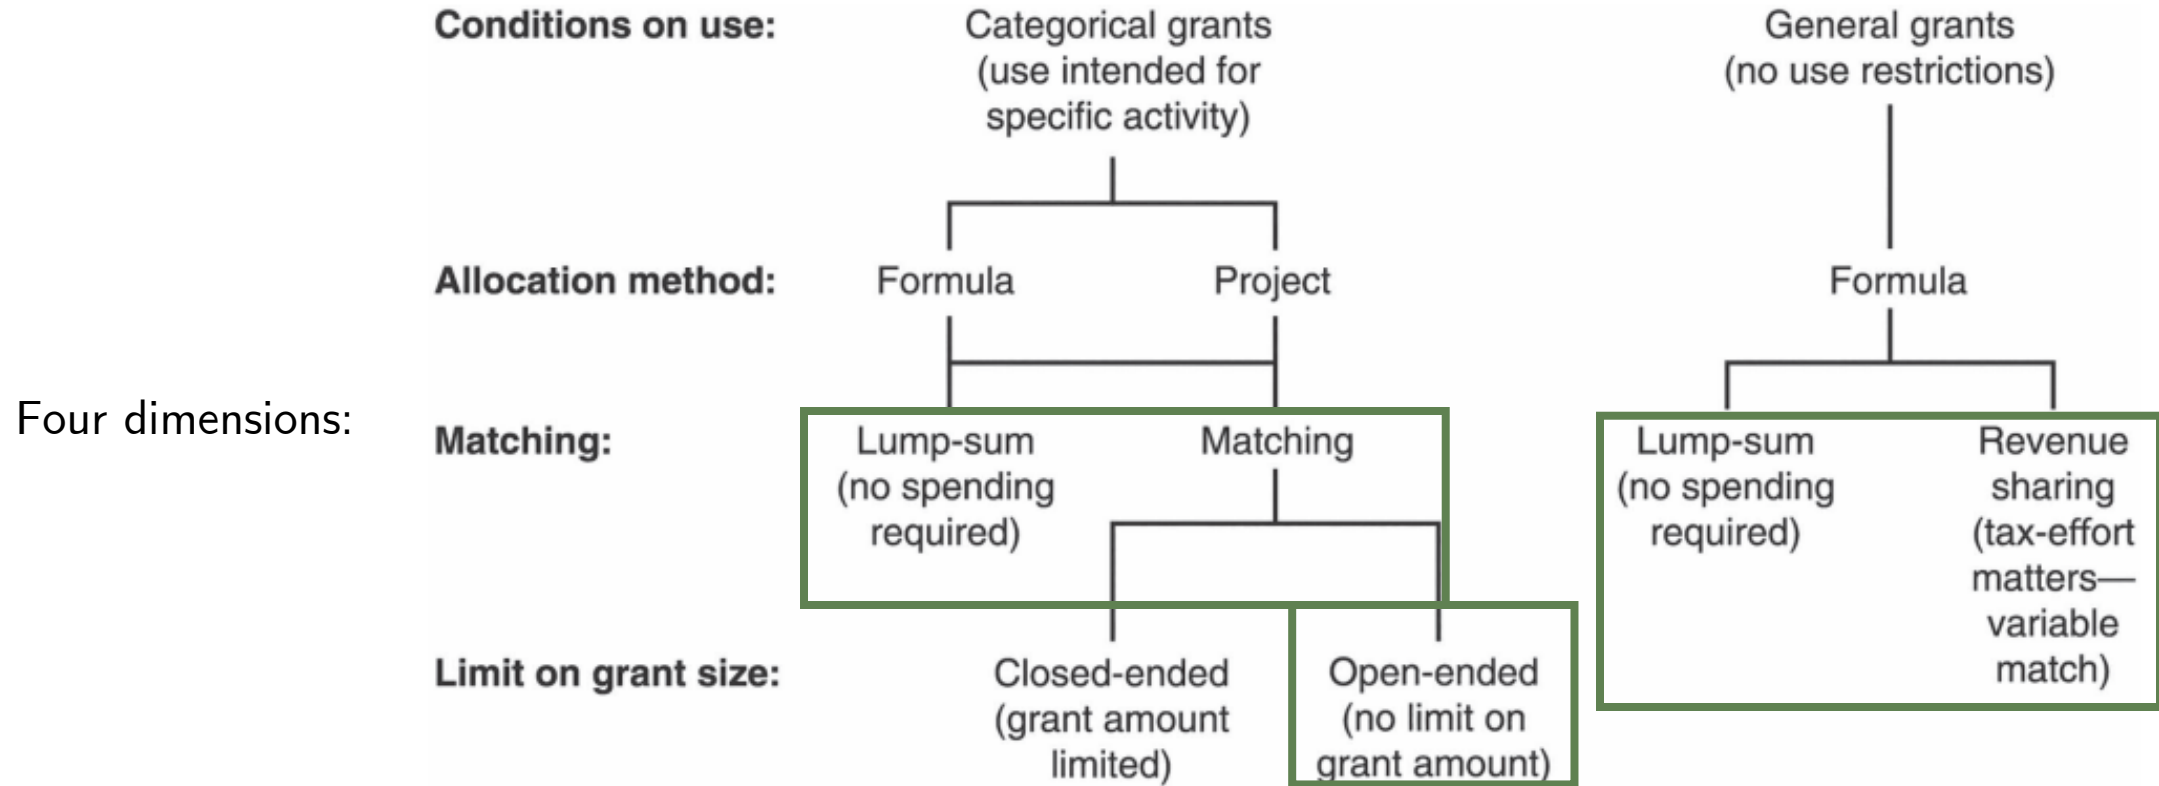 Conditions on use:
Categorical grants
(use intended for
specific activity)
General grants
(no use restrictions)
Allocation method:
Formula
Project
Formula
Four dimensions:
Matching:
Lump-sum
(no spending
required)
Matching
Lump-sum
(no spending
required)
Revenue
sharing
(tax-effort
matters—
variable
match)
Limit on grant size:
Closed-ended
(grant amount
limited)
Open-ended
(no limit on
grant amount)